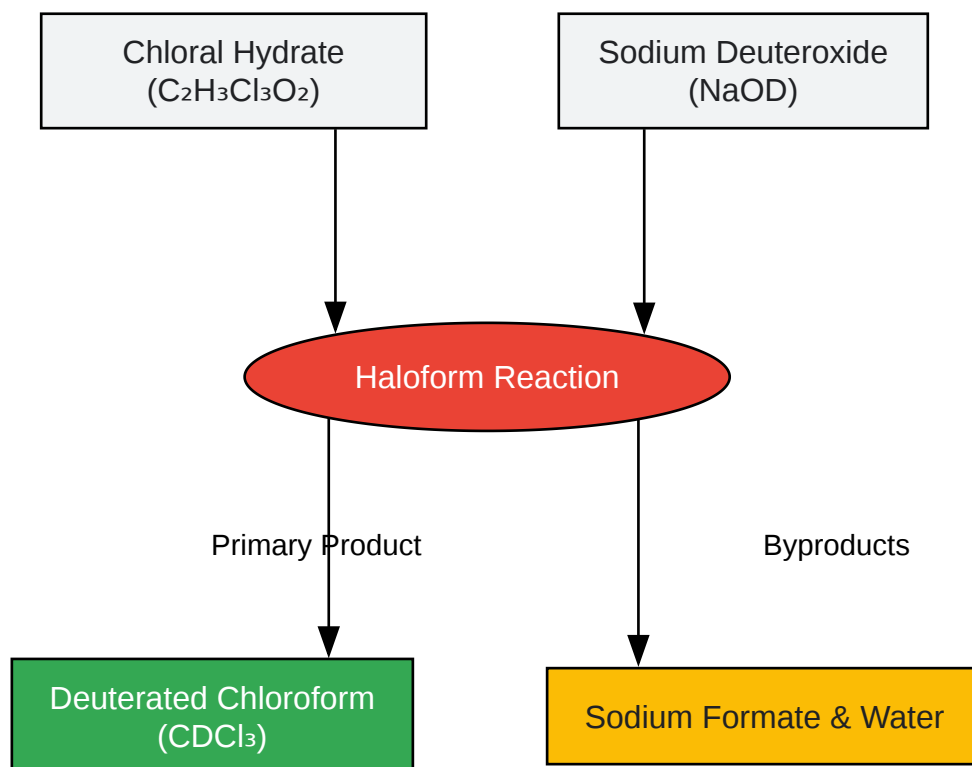 Chloral Hydrate
(C₂H₃Cl₃O₂)
Sodium Deuteroxide
(NaOD)
Haloform Reaction
Primary Product
Byproducts
Deuterated Chloroform
(CDCl₃)
Sodium Formate & Water